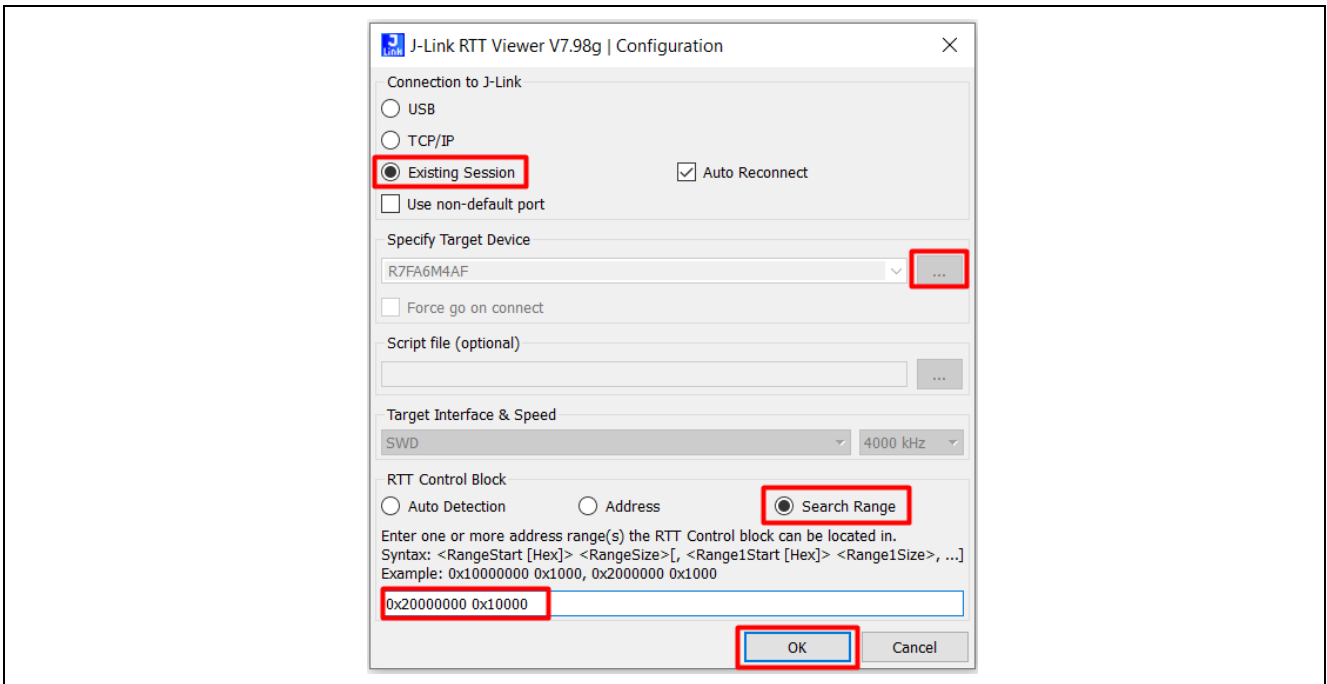 J-Link RTT Viewer V7.98g | Configuration
Connection to J-Link
USB
TCP/IP
Existing Session Auto Reconnect
Use non-default port
Specify Target Device
R7FA6M4AF ...
Force go on connect
Script file (optional)
...
Target Interface & Speed
SWD 4000 kHz
RTT Control Block
Auto Detection Address Search Range
Enter one or more address range(s) the RTT Control block can be located in.
Syntax: <RangeStart [Hex]> <RangeSize>[, <Range1Start [Hex]> <Range1Size>, ...]
Example: 0x10000000 0x1000, 0x2000000 0x1000
0x20000000 0x10000
OK Cancel